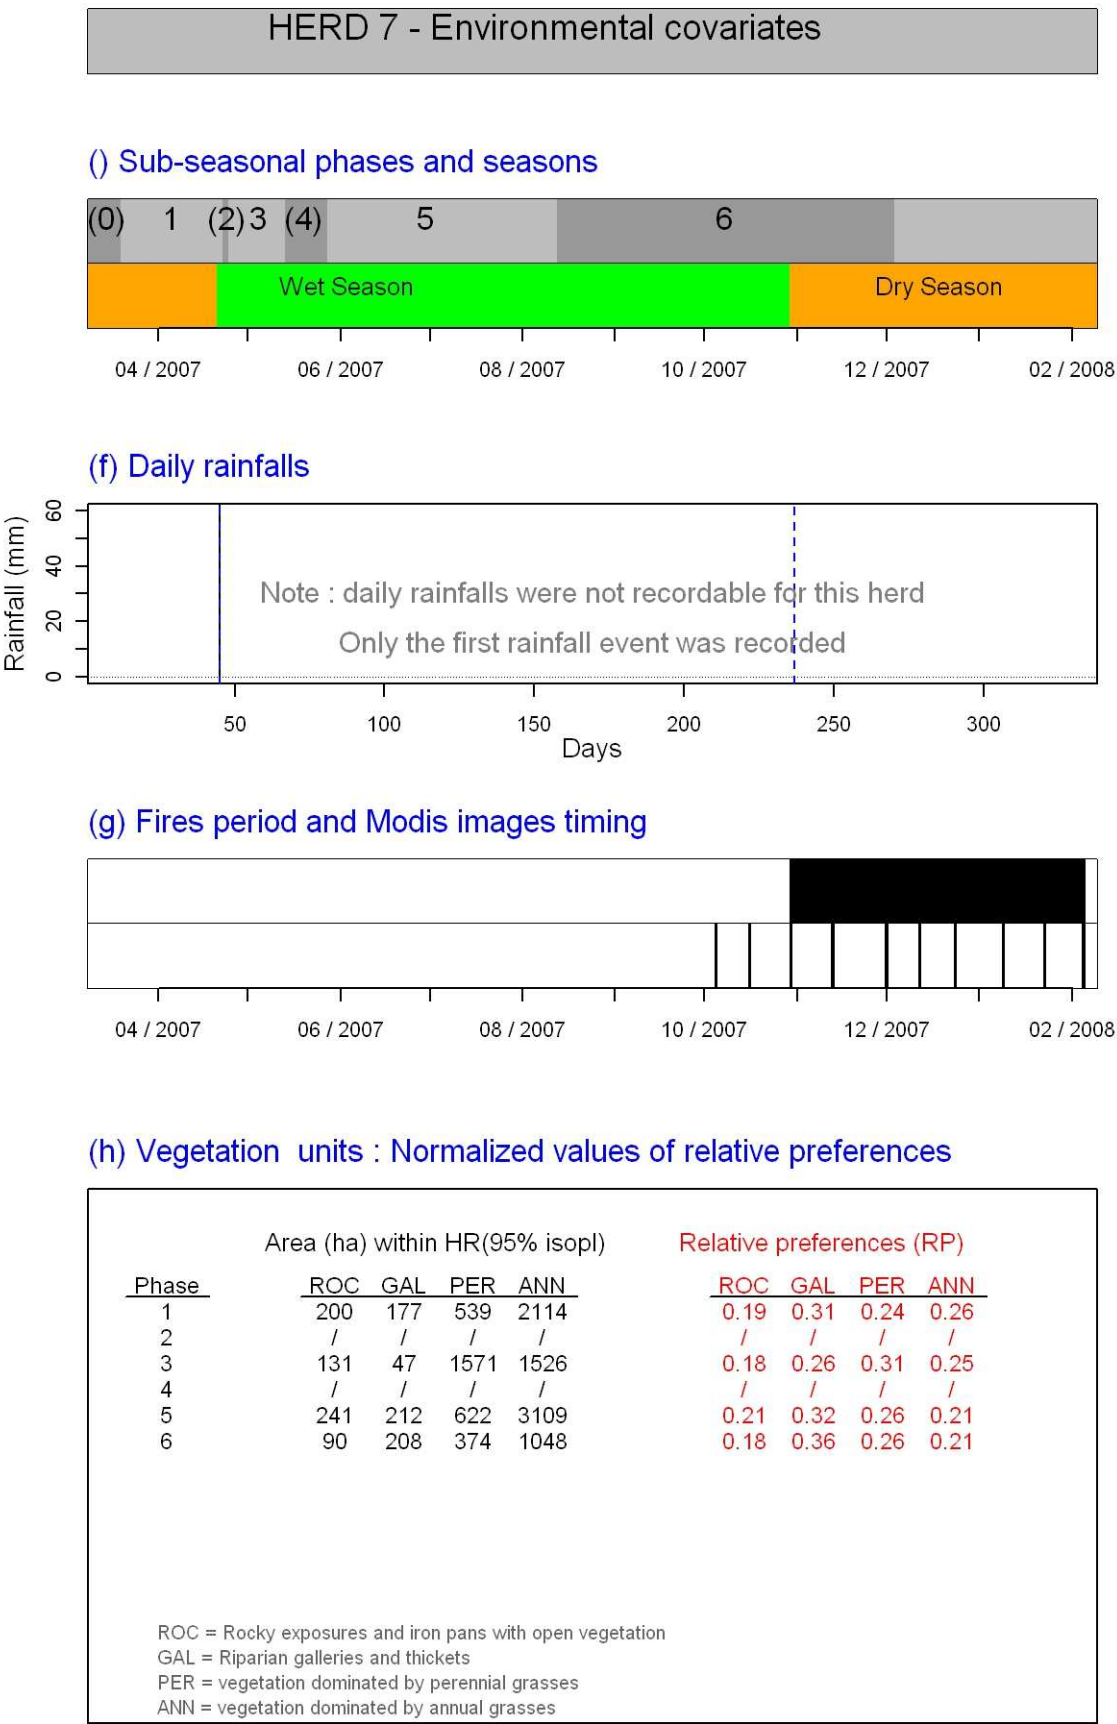 HERD 7 - Environmental covariates
() Sub-seasonal phases and seasons
(0) 1 (2) 3 (4) 5 6
Wet Season Dry Season
04 / 2007 06 / 2007 08 / 2007 10 / 2007 12 / 2007 02 / 2008
(f) Daily rainfalls
Rainfall (mm)
60
40
20
0
Note : daily rainfalls were not recordable for this herd
Only the first rainfall event was recorded
50 100 150 200 250 300
Days
(g) Fires period and Modis images timing
04 / 2007 06 / 2007 08 / 2007 10 / 2007 12 / 2007 02 / 2008
(h) Vegetation units : Normalized values of relative preferences
Area (ha) within HR(95% isopl) Relative preferences (RP)
Phase ROC GAL PER ANN ROC GAL PER ANN
1 200 177 539 2114 0.19 0.31 0.24 0.26
2 / / / / / / / /
3 131 47 1571 1526 0.18 0.26 0.31 0.25
4 / / / / / / / /
5 241 212 622 3109 0.21 0.32 0.26 0.21
6 90 208 374 1048 0.18 0.36 0.26 0.21
ROC = Rocky exposures and iron pans with open vegetation
GAL = Riparian galleries and thickets
PER = vegetation dominated by perennial grasses
ANN = vegetation dominated by annual grasses